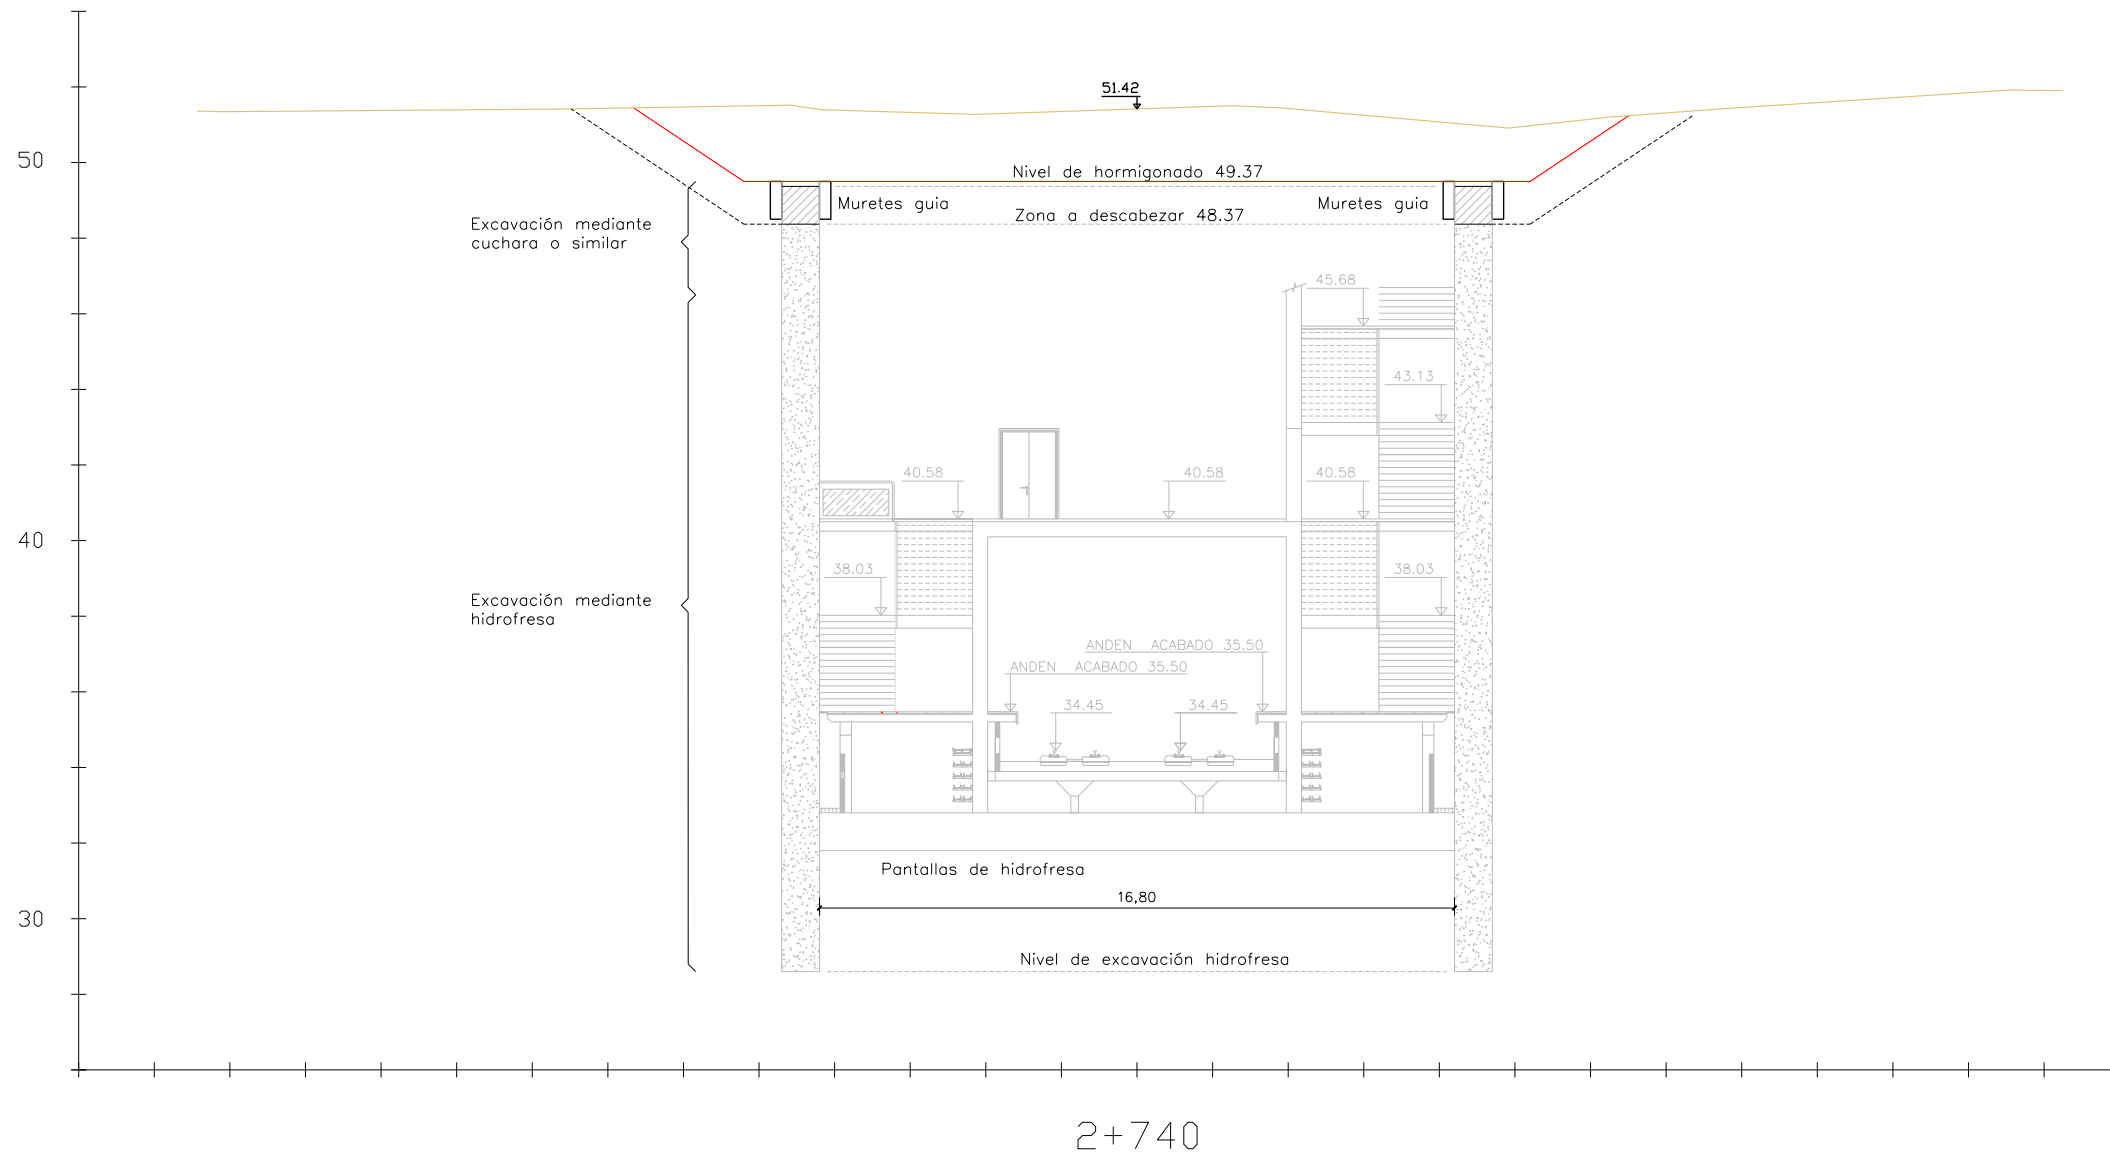 51.42
50
Nivel de hormigonado 49.37
Muretes guia
Muretes guia
Zona a descabezar 48.37
Excavación mediante
cuchara o similar
45.68
43.13
40.58
40.58
40.58
40
38.03
38.03
Excavación mediante
hidrofresa
ANDEN ACABADO 35.50
ANDEN ACABADO 35.50
34.45
34.45
Pantallas de hidrofresa
16,80
30
Nivel de excavación hidrofresa
2+740